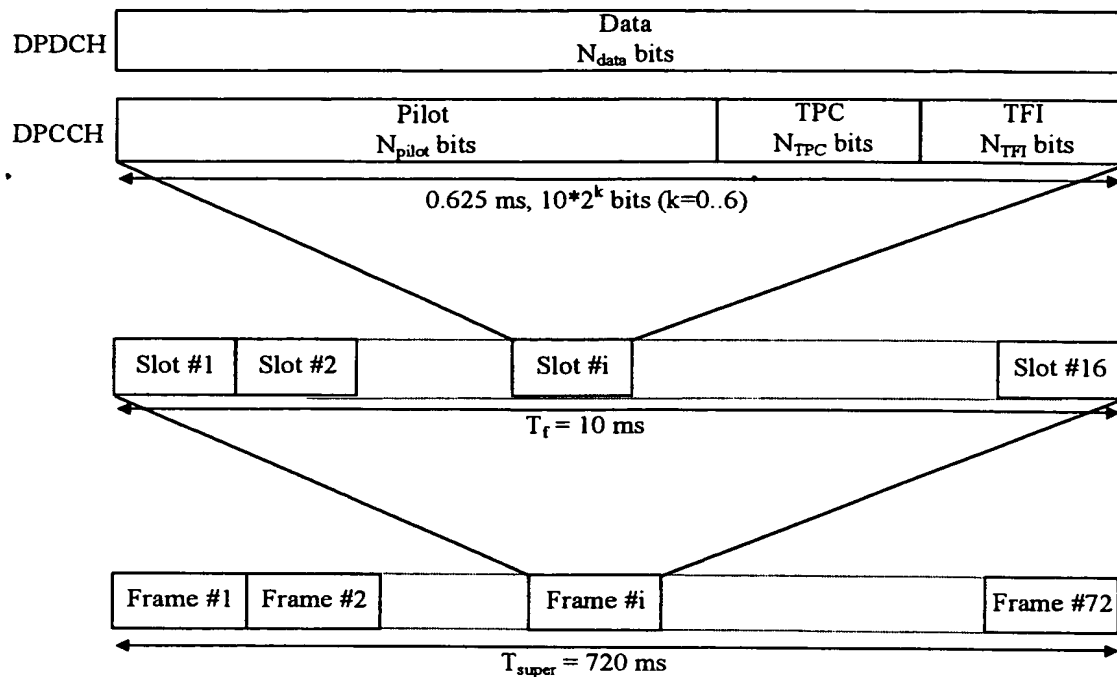 DPDCH
Data
N_data bits
DPCCH
Pilot
N_pilot bits
TPC
N_TPC bits
TFI
N_TFI bits
0.625 ms, 10*2^k bits (k=0..6)
Slot #1
Slot #2
Slot #i
Slot #16
T_f = 10 ms
Frame #1
Frame #2
Frame #i
Frame #72
T_super = 720 ms